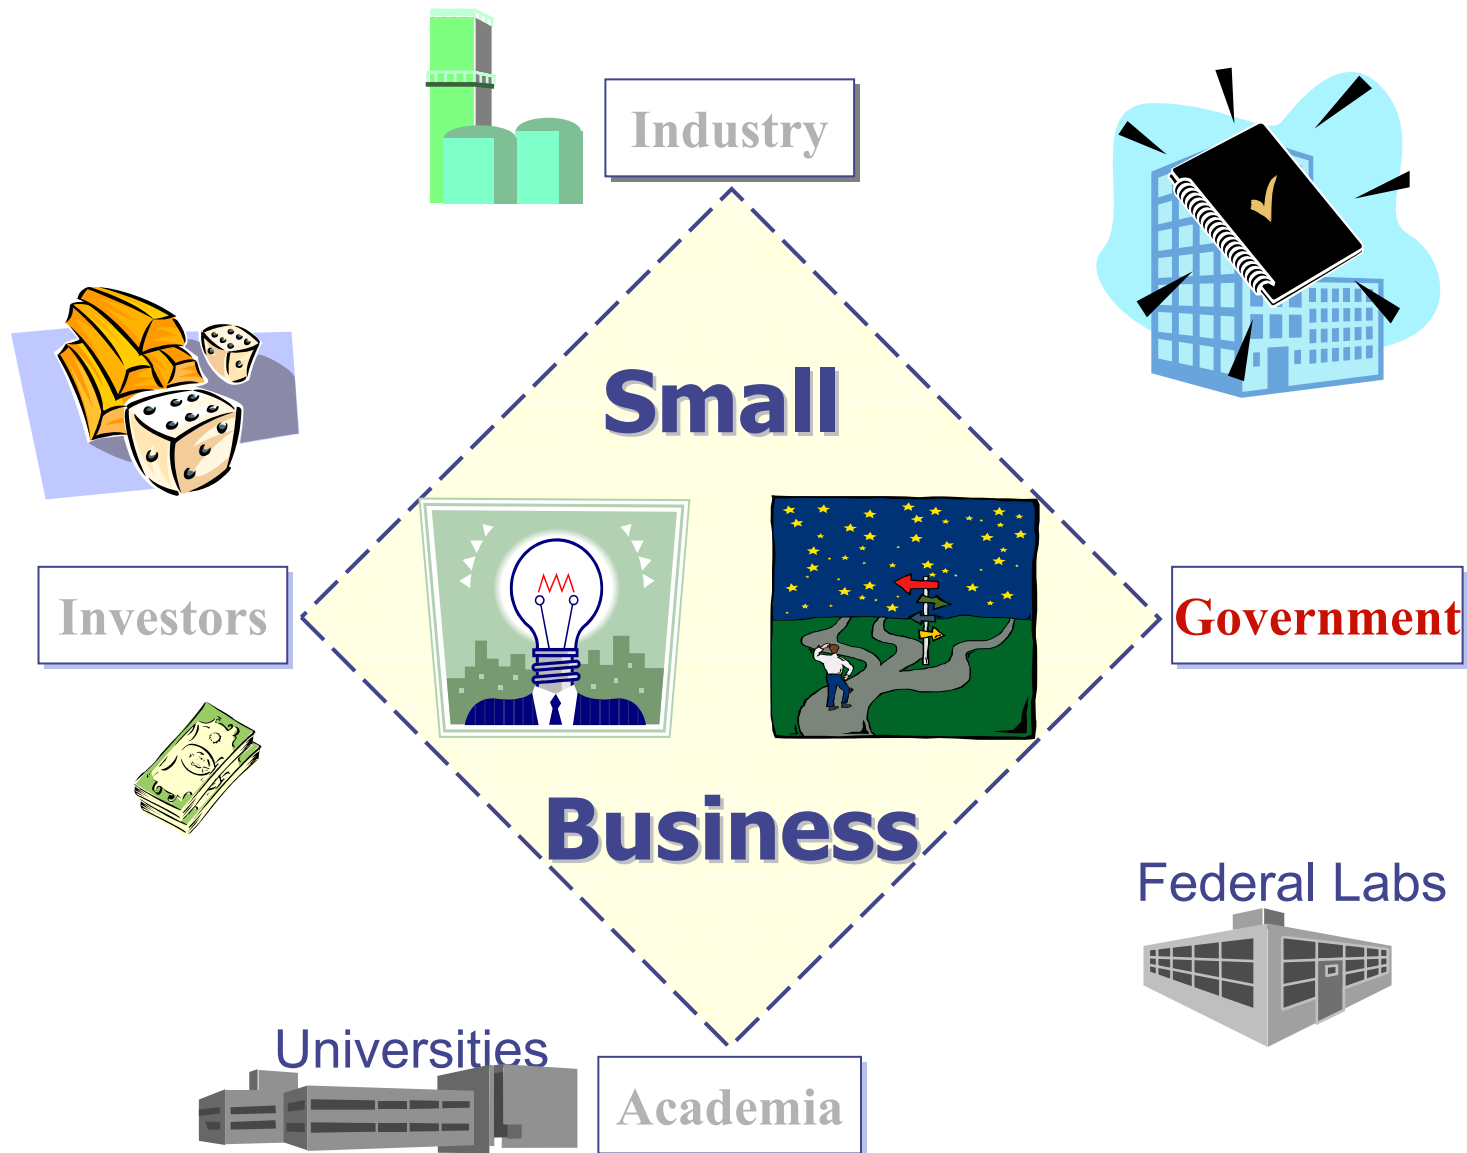 Industry
Small
Investors
Government
Business
Federal Labs
Universities
Academia